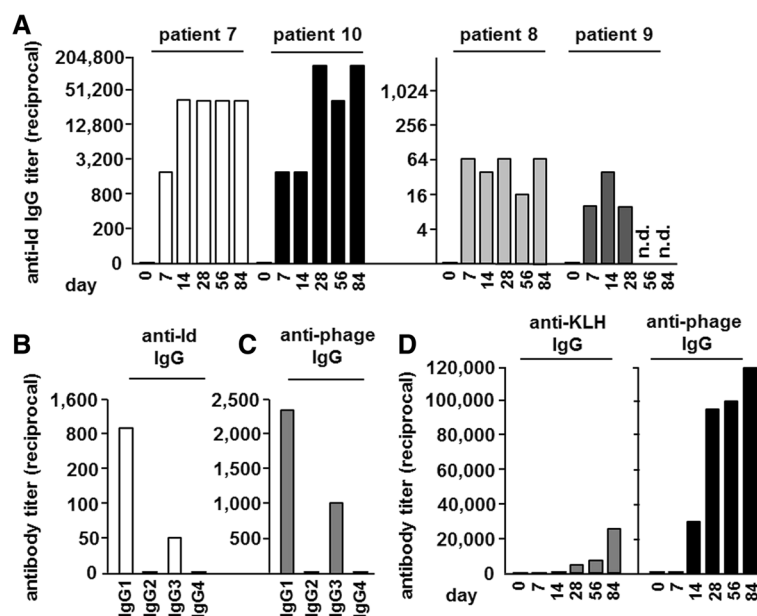 A
patient 7
patient 10
patient 8
patient 9
anti-Id IgG titer (reciprocal)
204,800
51,200
12,800
3,200
800
200
0
1,024
256
64
16
4
n.d.
n.d.
day
0 7 14 28 56 84 0 7 14 28 56 84 0 7 14 28 56 84 0 7 14 28 56 84
B
anti-Id
IgG
antibody titer (reciprocal)
1,600
800
200
100
50
0
IgG1 IgG2 IgG3 IgG4
C
anti-phage
IgG
2,500
2,000
1,500
1,000
500
IgG1 IgG2 IgG3 IgG4
D
anti-KLH
IgG
anti-phage
IgG
antibody titer (reciprocal)
120,000
100,000
80,000
60,000
40,000
20,000
0
day
0 7 14 28 56 84 0 7 14 28 56 84